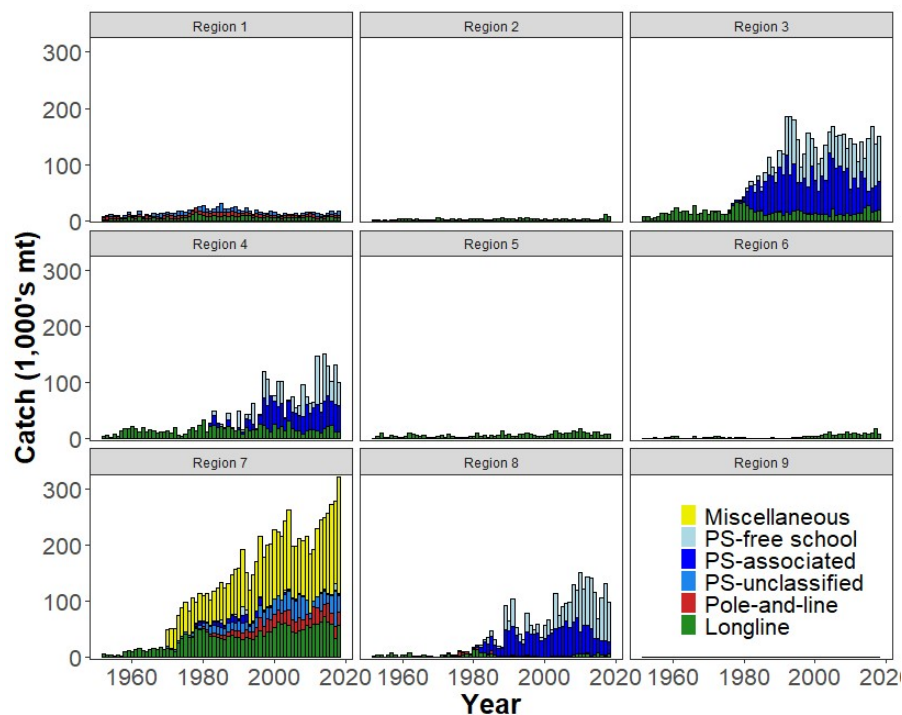 Region 1
Region 2
Region 3
300
200
100
0
Region 4
Region 5
Region 6
300
200
100
0
Region 7
Region 8
Region 9
300
200
100
0
Miscellaneous
PS-free school
PS-associated
PS-unclassified
Pole-and-line
Longline
1960 1980 2000 2020 1960 1980 2000 2020 1960 1980 2000 2020
Catch (1,000's mt)
Year